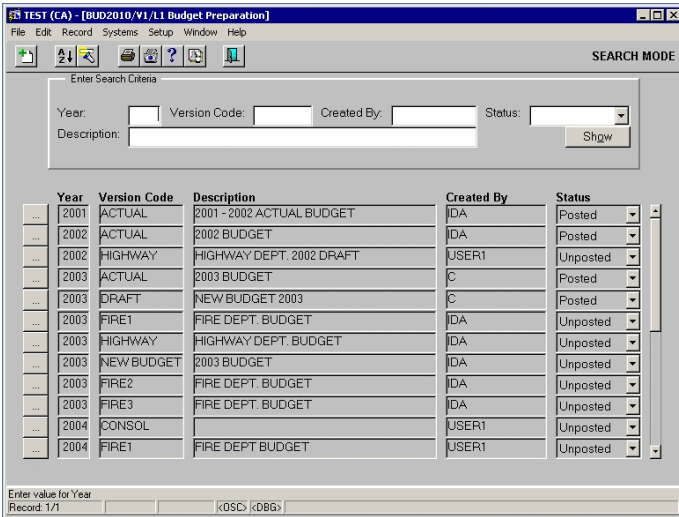 TEST (CA) - [BUD2010/V1/L1 Budget Preparation]
File Edit Record Systems Setup Window Help
SEARCH MODE
Enter Search Criteria
Year: Version Code: Created By: Status:
Description: Show
Year Version Code Description Created By Status
... 2001 ACTUAL 2001 - 2002 ACTUAL BUDGET IDA Posted
... 2002 ACTUAL 2002 BUDGET IDA Posted
... 2002 HIGHWAY HIGHWAY DEPT. 2002 DRAFT USER1 Unposted
... 2003 ACTUAL 2003 BUDGET C Posted
... 2003 DRAFT NEW BUDGET 2003 C Posted
... 2003 FIRE1 FIRE DEPT. BUDGET IDA Unposted
... 2003 HIGHWAY HIGHWAY DEPT. BUDGET IDA Unposted
... 2003 NEW BUDGET 2003 BUDGET IDA Unposted
... 2003 FIRE2 FIRE DEPT. BUDGET IDA Unposted
... 2003 FIRE3 FIRE DEPT. BUDGET IDA Unposted
... 2004 CONSOL USER1 Unposted
... 2004 FIRE1 FIRE DEPT BUDGET USER1 Unposted
Enter value for Year
Record: 1/1 <OSC> <DBG>